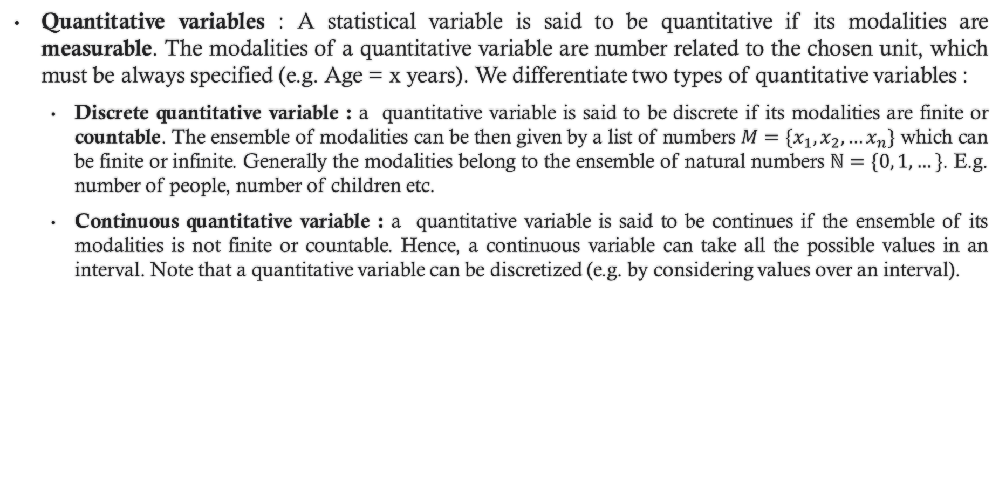 • Quantitative variables : A statistical variable is said to be quantitative if its modalities are
measurable. The modalities of a quantitative variable are number related to the chosen unit, which
must be always specified (e.g. Age = x years). We differentiate two types of quantitative variables :
• Discrete quantitative variable : a quantitative variable is said to be discrete if its modalities are finite or
countable. The ensemble of modalities can be then given by a list of numbers M = {x₁, x₂, … xₙ} which can
be finite or infinite. Generally the modalities belong to the ensemble of natural numbers ℕ = {0, 1, … }. E.g.
number of people, number of children etc.
• Continuous quantitative variable : a quantitative variable is said to be continues if the ensemble of its
modalities is not finite or countable. Hence, a continuous variable can take all the possible values in an
interval. Note that a quantitative variable can be discretized (e.g. by considering values over an interval).